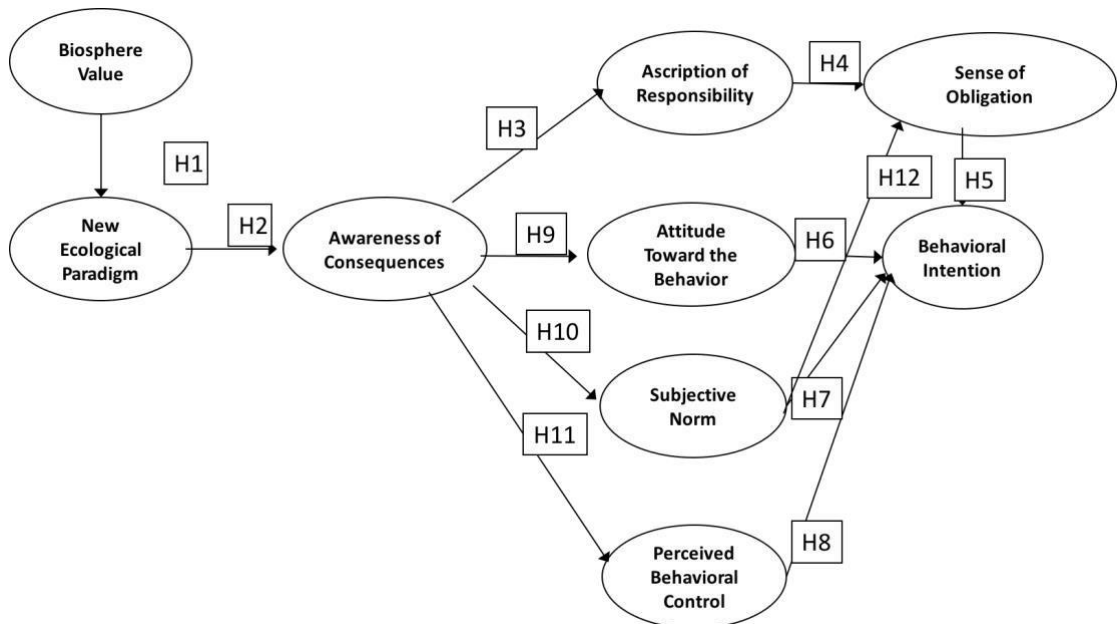 Biosphere
Value
H1
New
Ecological
Paradigm
H2
Awareness of
Consequences
H3
Ascription of
Responsibility
H4
Sense of
Obligation
H12
H5
H9
Attitude
Toward the
Behavior
H6
Behavioral
Intention
H10
Subjective
Norm
H7
H11
Perceived
Behavioral
Control
H8